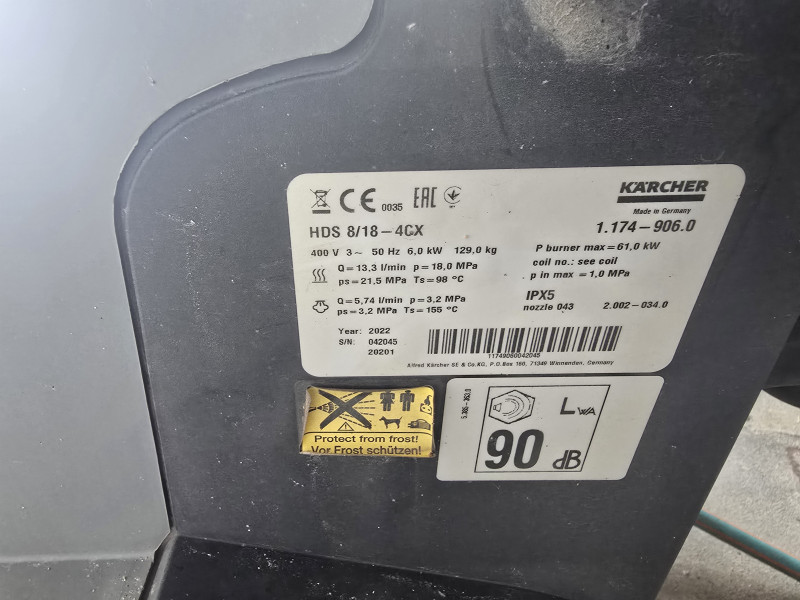 CE 0035 EAC
KÄRCHER
Made in Germany
HDS 8/18-4CX
1.174-906.0
400 V 3~ 50 Hz 6,0 kW 129,0 kg
P burner max=61,0 kW
Q=13,3 l/min p=18,0 MPa
coil no.: see coil
ps=21,5 MPa Ts=98 °C
p in max =1,0 MPa
Q=5,74 l/min p=3,2 MPa
IPX5
ps=3,2 MPa Ts=155 °C
nozzle 043 2.002-034.0
Year: 2022
S/N: 042045
20201
11749060042045
Alfred Kärcher SE & Co.KG, P.O.Box 160, 71349 Winnenden, Germany
Protect from frost!
Vor Frost schützen!
LWA
90 dB